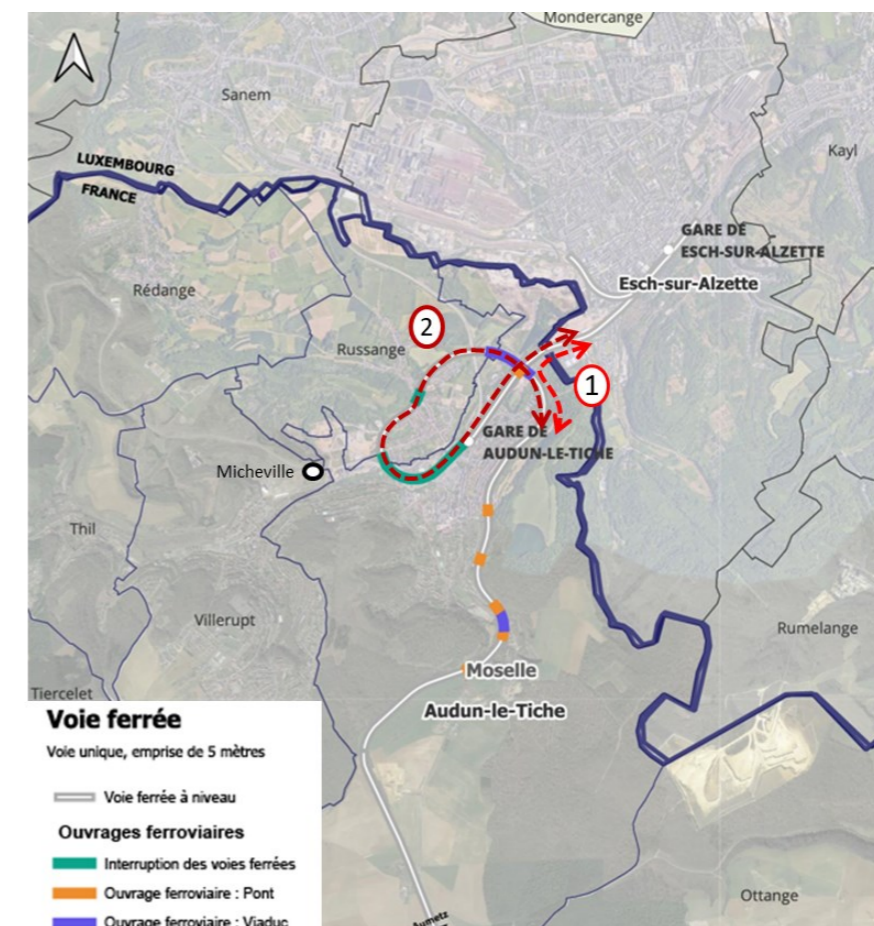 Mondercange
Sanem
LUXEMBOURG
FRANCE
Kayl
GARE DE
ESCH-SUR-ALZETTE
Esch-sur-Alzette
Rédange
2
Russange
1
GARE DE
AUDUN-LE-TICHE
Micheville
Thil
Villerupt
Rumelange
Moselle
Tiercelet
Audun-le-Tiche
Voie ferrée
Voie unique, emprise de 5 mètres
Voie ferrée à niveau
Ouvrages ferroviaires
Interruption des voies ferrées
Ouvrage ferroviaire : Pont
Ouvrage ferroviaire : Viaduc
Ottange
Aumetz